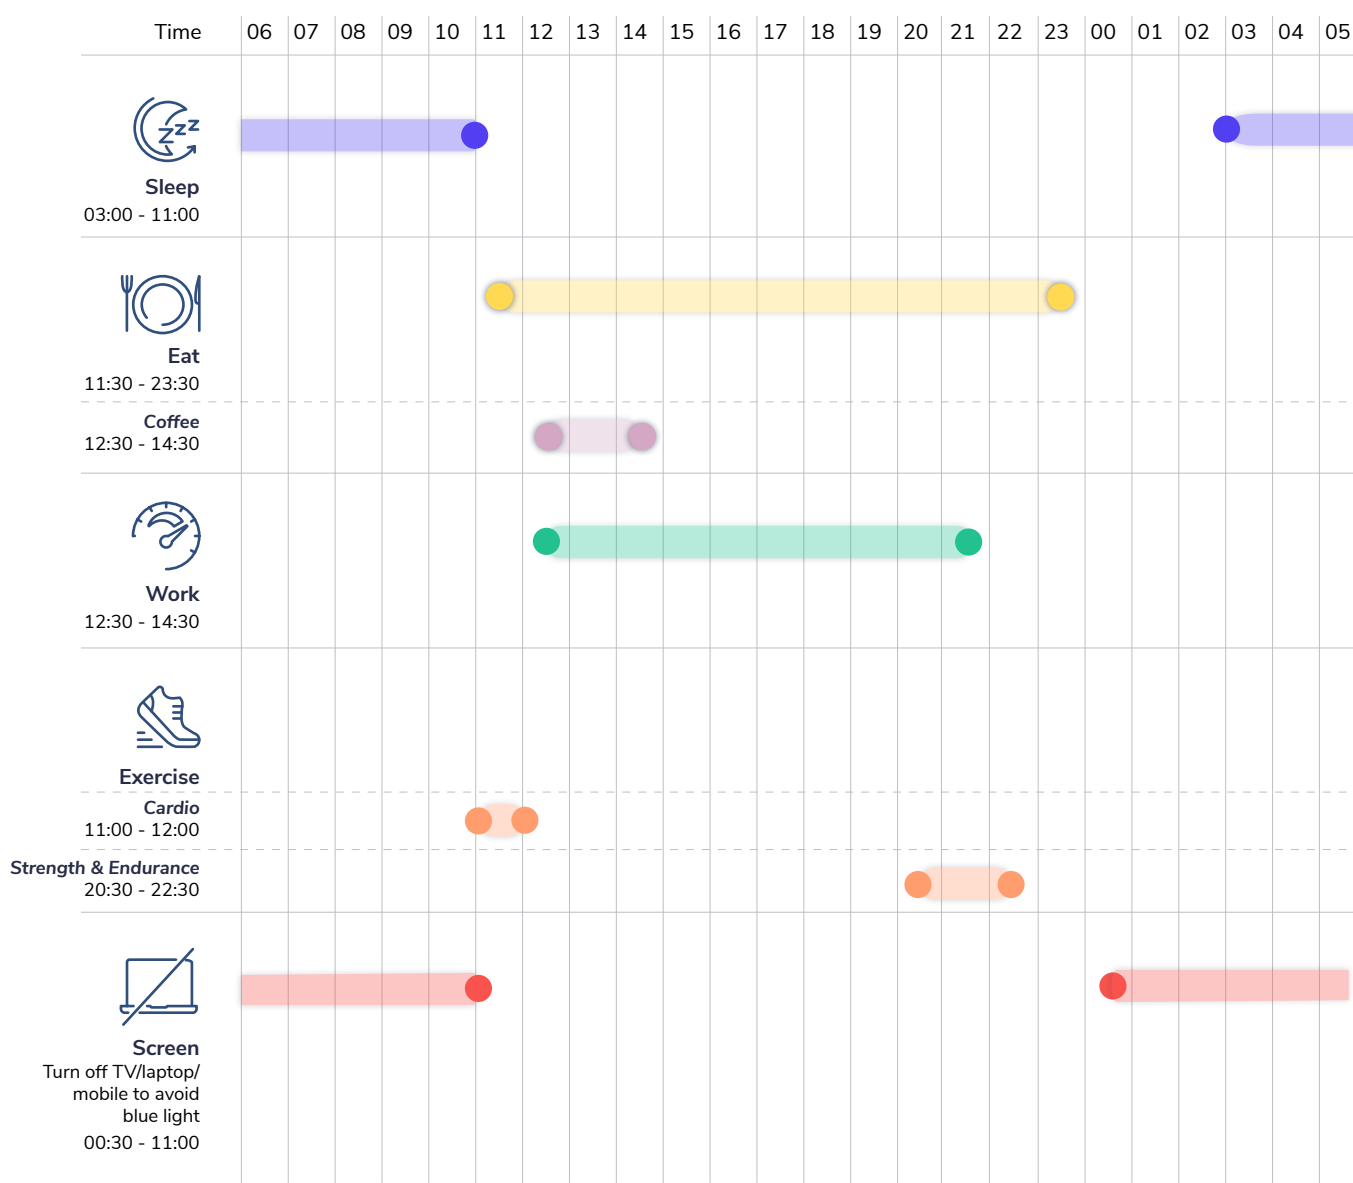 Time 06 07 08 09 10 11 12 13 14 15 16 17 18 19 20 21 22 23 00 01 02 03 04 05
zzz
Sleep
03:00 - 11:00
Eat
11:30 - 23:30
Coffee
12:30 - 14:30
Work
12:30 - 14:30
Exercise
Cardio
11:00 - 12:00
Strength & Endurance
20:30 - 22:30
Screen
Turn off TV/laptop/
mobile to avoid
blue light
00:30 - 11:00